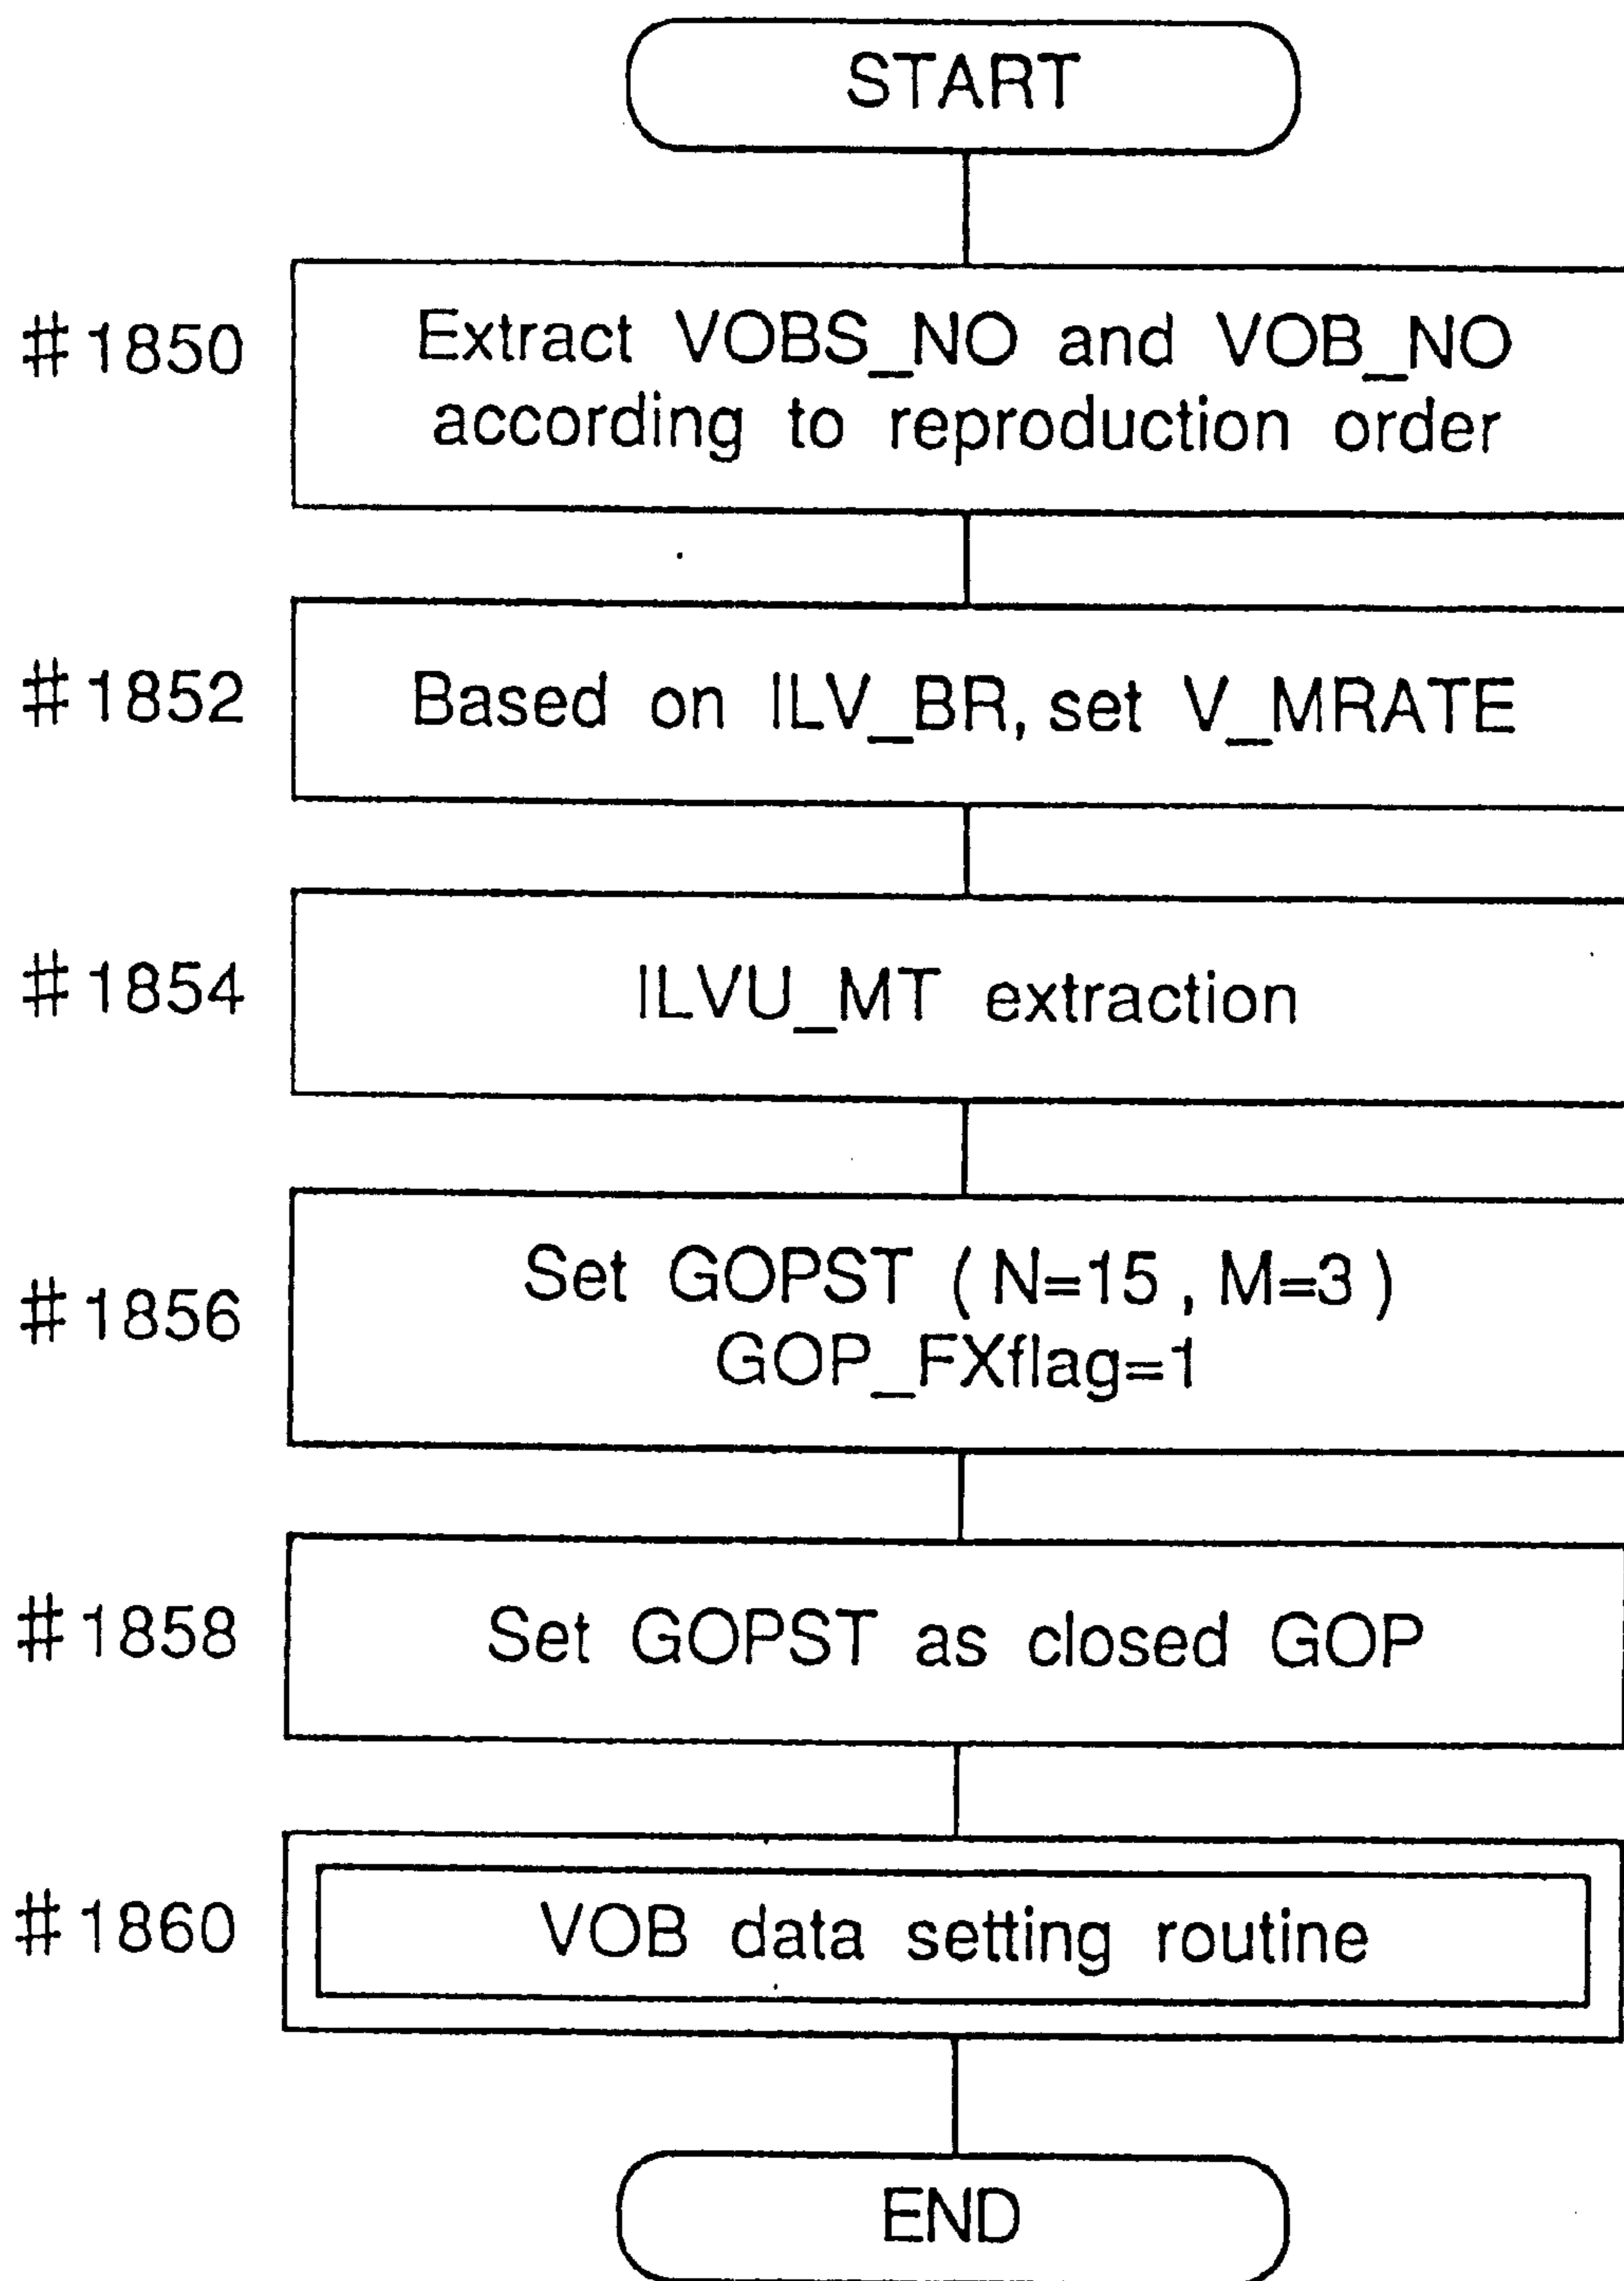 START
#1850
Extract VOBS_NO and VOB_NO
according to reproduction order
#1852
Based on ILV_BR, set V_MRATE
#1854
ILVU_MT extraction
#1856
Set GOPST ( N=15 , M=3 )
GOP_FXflag=1
#1858
Set GOPST as closed GOP
#1860
VOB data setting routine
END